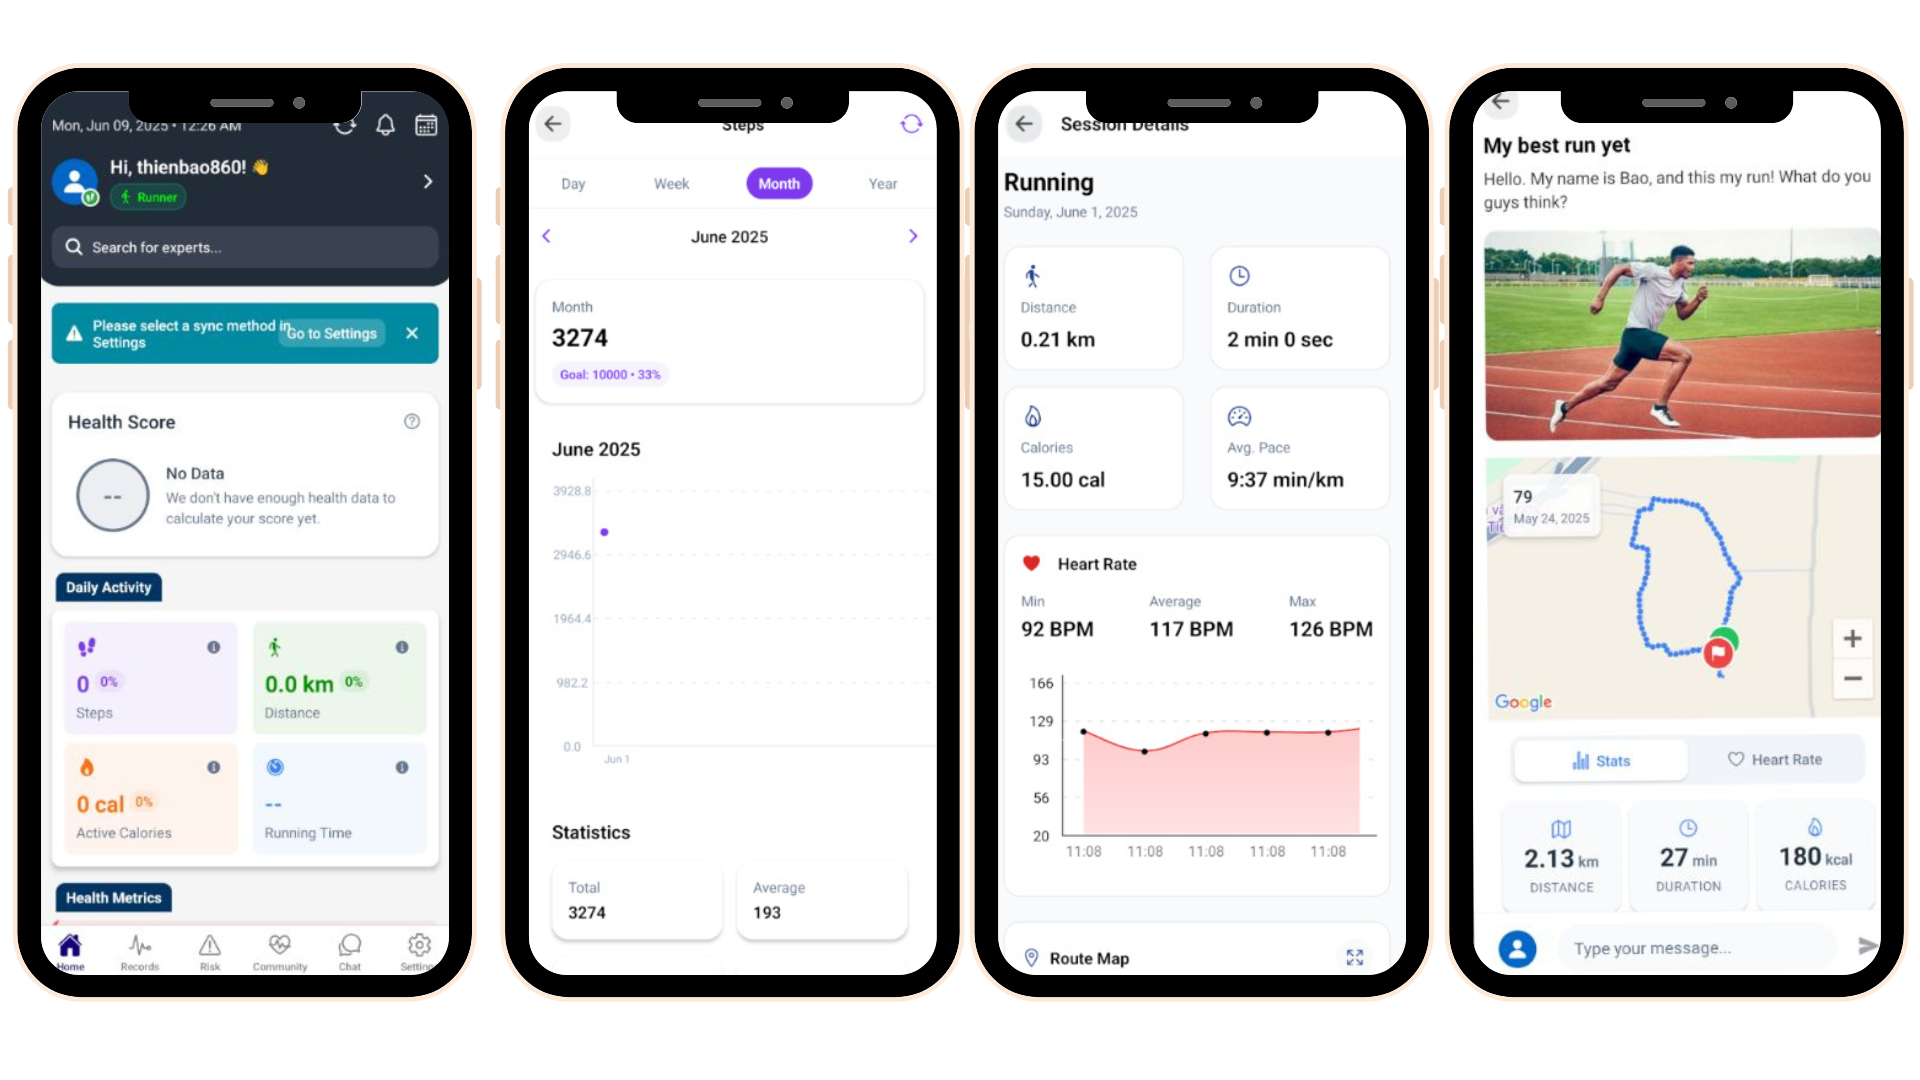 Mon, Jun 09, 2025 • 12:26 AM
Hi, thienbao860! 👋
Runner
Search for experts...
Please select a sync method in
Settings
Go to Settings
Health Score
--
No Data
We don't have enough health data to
calculate your score yet.
Daily Activity
0 0%
Steps
0.0 km 0%
Distance
0 cal 0%
Active Calories
--
Running Time
Health Metrics
Home
Records
Risk
Community
Chat
Setting
Steps
Day
Week
Month
Year
June 2025
Month
3274
Goal: 10000 • 33%
June 2025
3928.8
2946.6
1964.4
982.2
0.0
Jun 1
Statistics
Total
3274
Average
193
Session Details
Running
Sunday, June 1, 2025
Distance
0.21 km
Duration
2 min 0 sec
Calories
15.00 cal
Avg. Pace
9:37 min/km
Heart Rate
Min
92 BPM
Average
117 BPM
Max
126 BPM
166
129
93
56
20
11:08 11:08 11:08 11:08 11:08
Route Map
My best run yet
Hello. My name is Bao, and this my run! What do you
guys think?
79
May 24, 2025
+
−
Google
Stats
Heart Rate
2.13 km
DISTANCE
27 min
DURATION
180 kcal
CALORIES
Type your message...